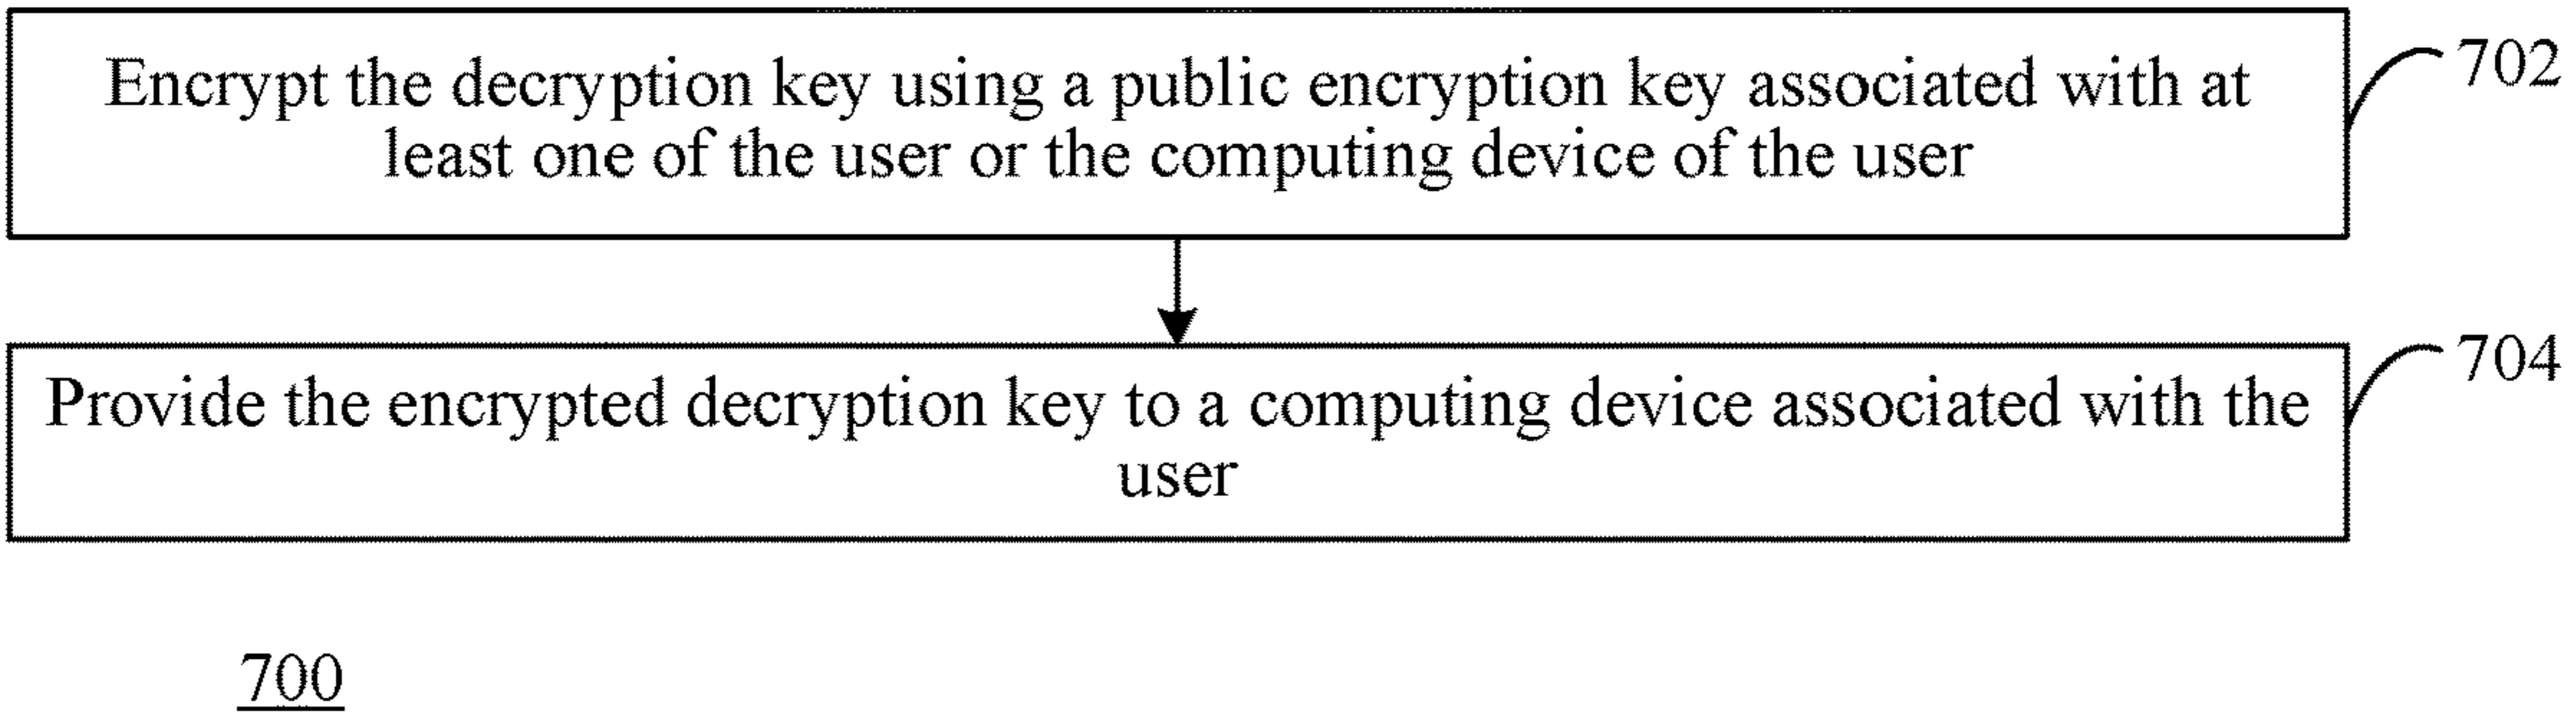 Encrypt the decryption key using a public encryption key associated with at
least one of the user or the computing device of the user
702
Provide the encrypted decryption key to a computing device associated with the
user
704
700